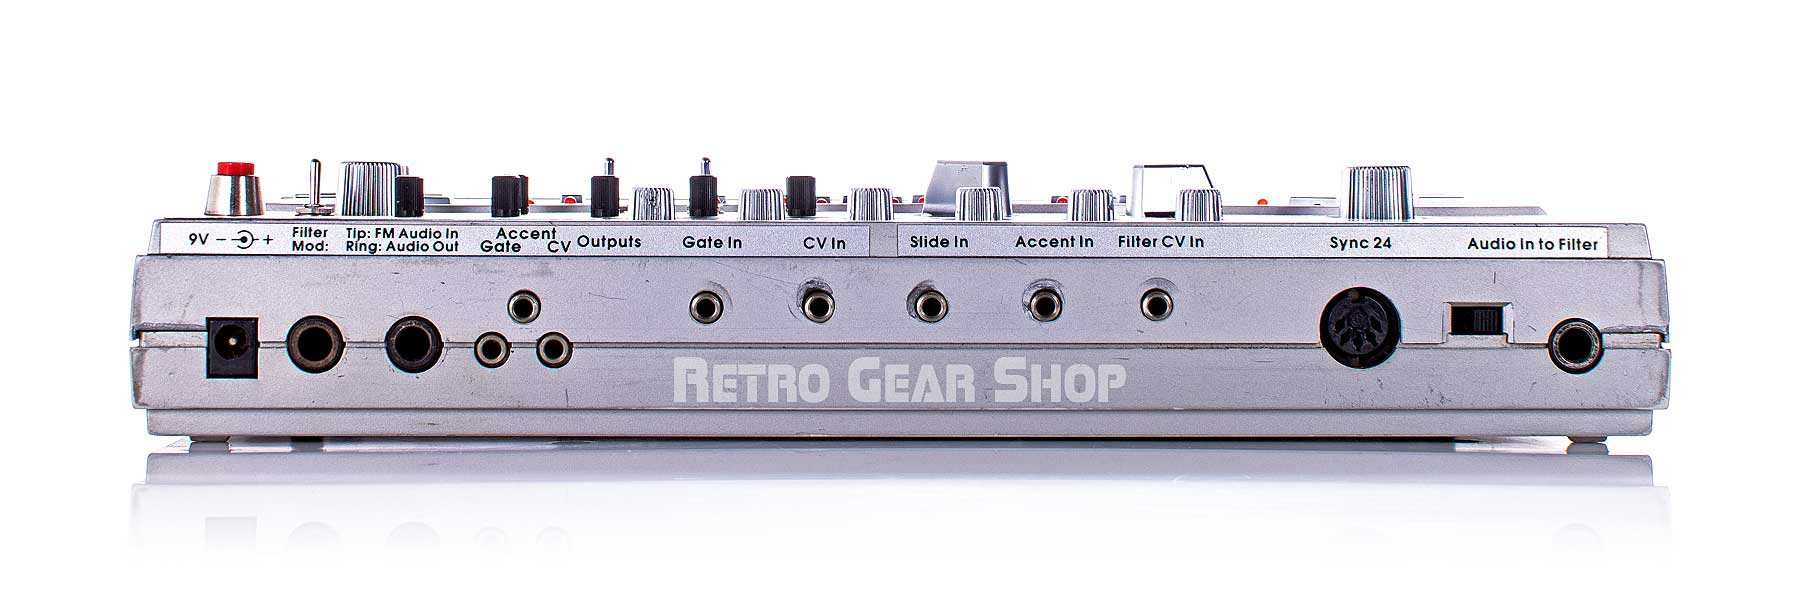 9V − +
Filter
Mod:
Tip: FM Audio In
Ring: Audio Out
Accent
Gate CV
Outputs
Gate In
CV In
Slide In
Accent In
Filter CV In
Sync 24
Audio In to Filter
RETRO GEAR SHOP